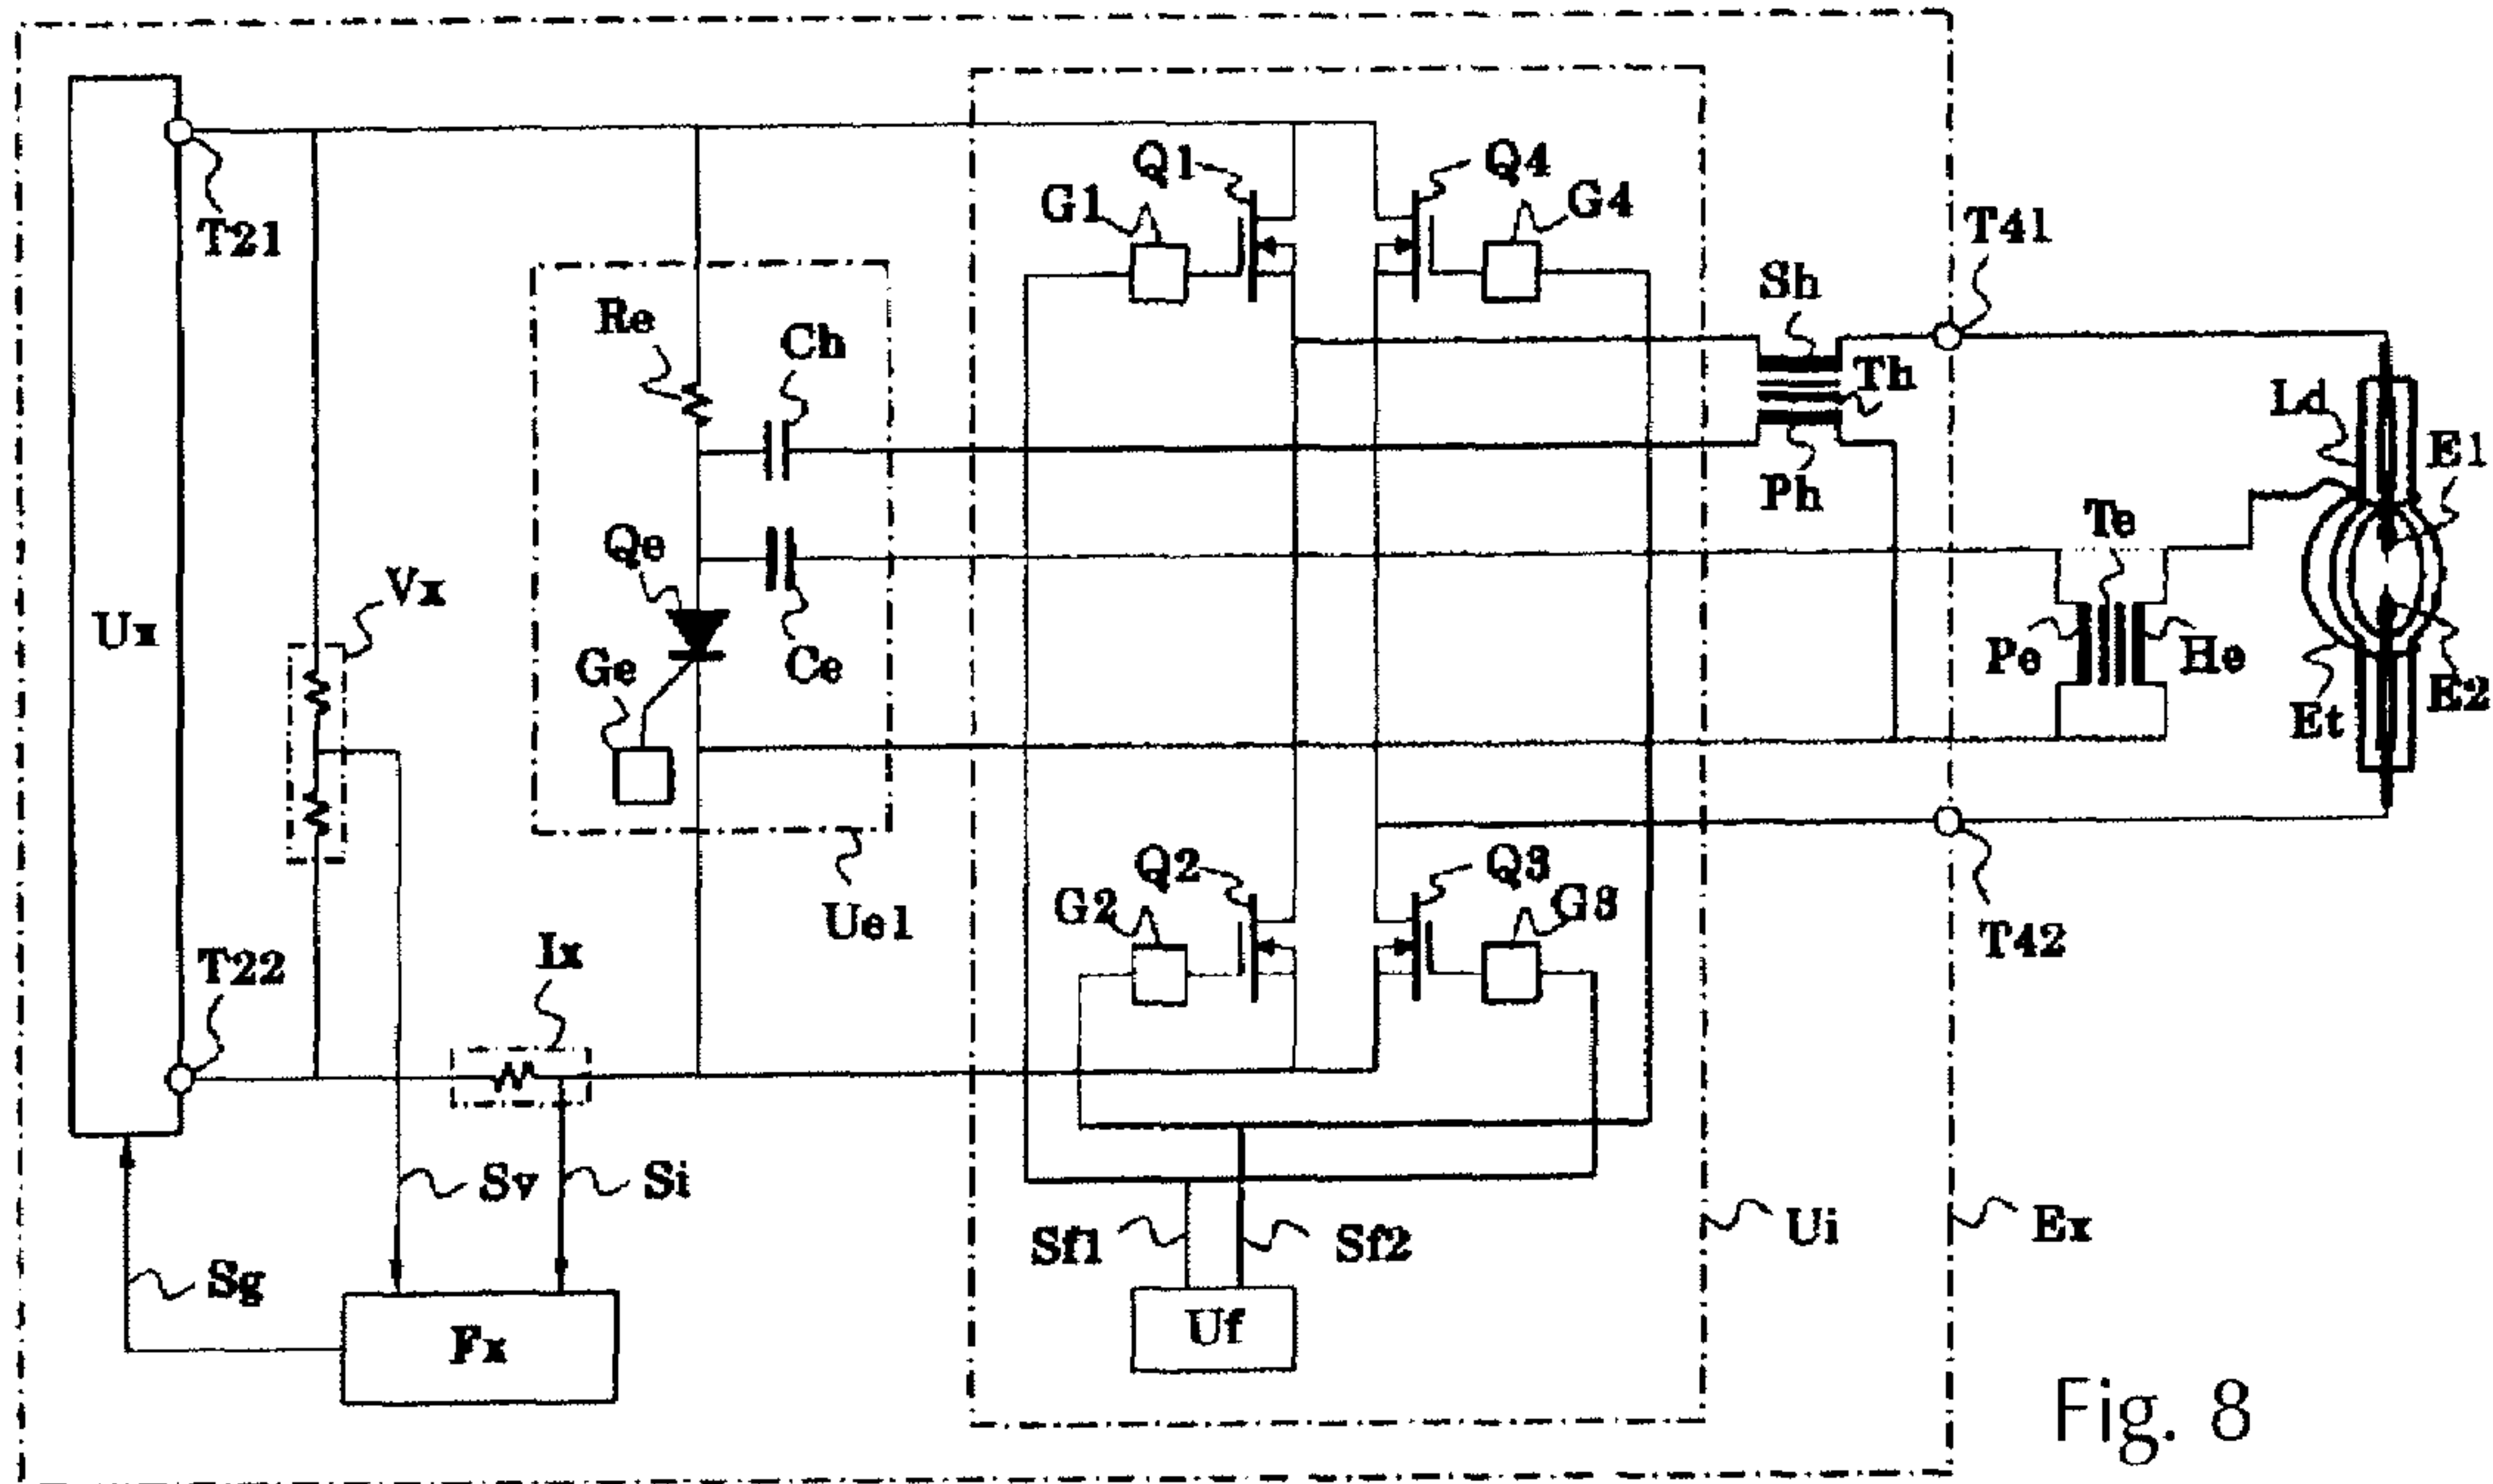 Q1
Q4
G1
G4
T21
T41
Sh
Re
Ch
Th
Ld
E1
Ph
Te
Qe
Vx
Ux
Ge
Ce
Pe
He
E2
Et
Q2
Q3
G2
G3
Ue1
T42
Ix
T22
Sv
Si
Sf1
Sf2
Ui
Ex
Sg
Uf
Fx
Fig. 8